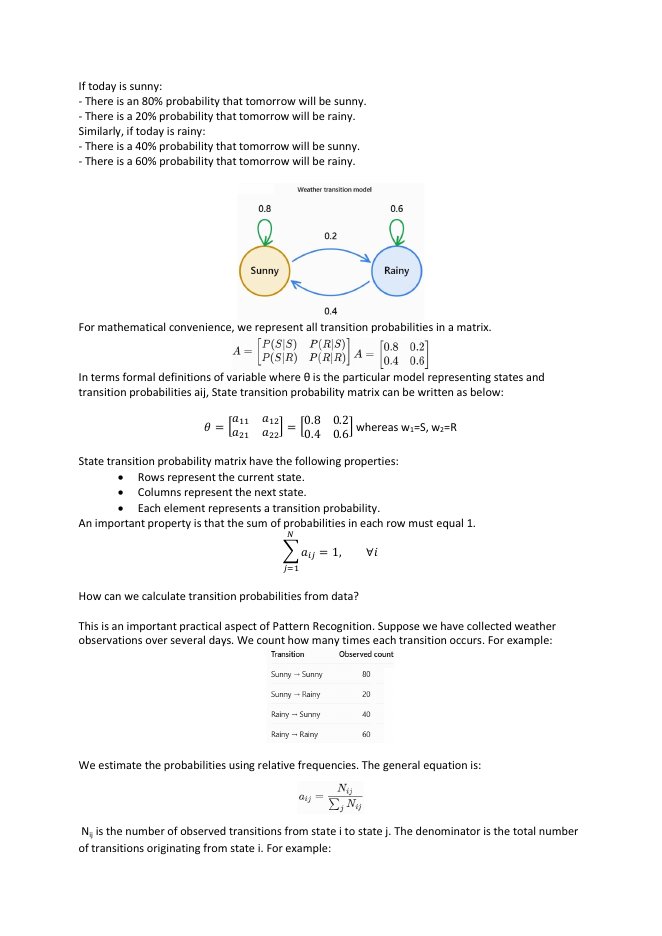 If today is sunny:
- There is an 80% probability that tomorrow will be sunny.
- There is a 20% probability that tomorrow will be rainy.
Similarly, if today is rainy:
- There is a 40% probability that tomorrow will be sunny.
- There is a 60% probability that tomorrow will be rainy.
Weather transition model
0.8 0.6
0.2
Sunny Rainy
0.4
For mathematical convenience, we represent all transition probabilities in a matrix.
A = [P(S|S) P(R|S)
P(S|R) P(R|R)] A = [0.8 0.2
0.4 0.6]
In terms formal definitions of variable where θ is the particular model representing states and
transition probabilities aij, State transition probability matrix can be written as below:
θ = [a₁₁ a₁₂
a₂₁ a₂₂] = [0.8 0.2
0.4 0.6] whereas w₁=S, w₂=R
State transition probability matrix have the following properties:
• Rows represent the current state.
• Columns represent the next state.
• Each element represents a transition probability.
An important property is that the sum of probabilities in each row must equal 1.
N
∑ aᵢⱼ = 1, ∀i
j=1
How can we calculate transition probabilities from data?
This is an important practical aspect of Pattern Recognition. Suppose we have collected weather
observations over several days. We count how many times each transition occurs. For example:
Transition Observed count
Sunny → Sunny 80
Sunny → Rainy 20
Rainy → Sunny 40
Rainy → Rainy 60
We estimate the probabilities using relative frequencies. The general equation is:
aᵢⱼ = Nᵢⱼ / ∑ⱼ Nᵢⱼ
Nᵢⱼ is the number of observed transitions from state i to state j. The denominator is the total number
of transitions originating from state i. For example: